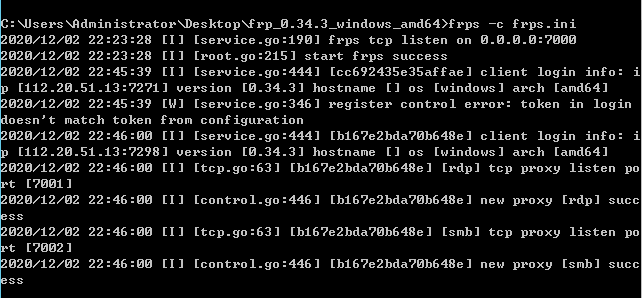 C:\Users\Administrator\Desktop\frp_0.34.3_windows_amd64>frps -c frps.ini
2020/12/02 22:23:28 [I] [service.go:190] frps tcp listen on 0.0.0.0:7000
2020/12/02 22:23:28 [I] [root.go:215] start frps success
2020/12/02 22:45:39 [I] [service.go:444] [cc692435e35affae] client login info: i
p [112.20.51.13:7271] version [0.34.3] hostname [] os [windows] arch [amd64]
2020/12/02 22:45:39 [W] [service.go:346] register control error: token in login
doesn't match token from configuration
2020/12/02 22:46:00 [I] [service.go:444] [b167e2bda70b648e] client login info: i
p [112.20.51.13:7298] version [0.34.3] hostname [] os [windows] arch [amd64]
2020/12/02 22:46:00 [I] [tcp.go:63] [b167e2bda70b648e] [rdp] tcp proxy listen po
rt [7001]
2020/12/02 22:46:00 [I] [control.go:446] [b167e2bda70b648e] new proxy [rdp] succ
ess
2020/12/02 22:46:00 [I] [tcp.go:63] [b167e2bda70b648e] [smb] tcp proxy listen po
rt [7002]
2020/12/02 22:46:00 [I] [control.go:446] [b167e2bda70b648e] new proxy [smb] succ
ess